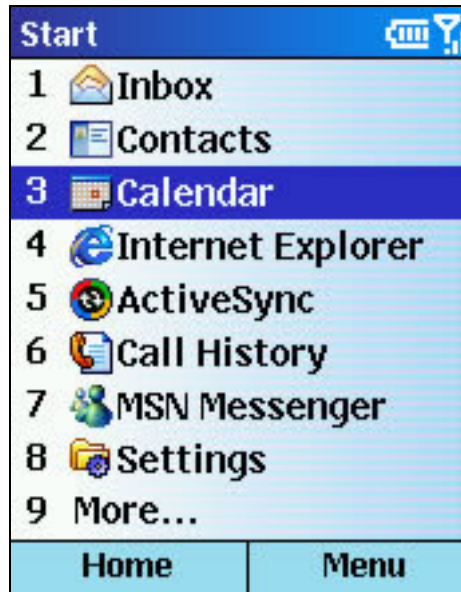 Start
1 Inbox
2 Contacts
3 Calendar
4 Internet Explorer
5 ActiveSync
6 Call History
7 MSN Messenger
8 Settings
9 More...
Home Menu